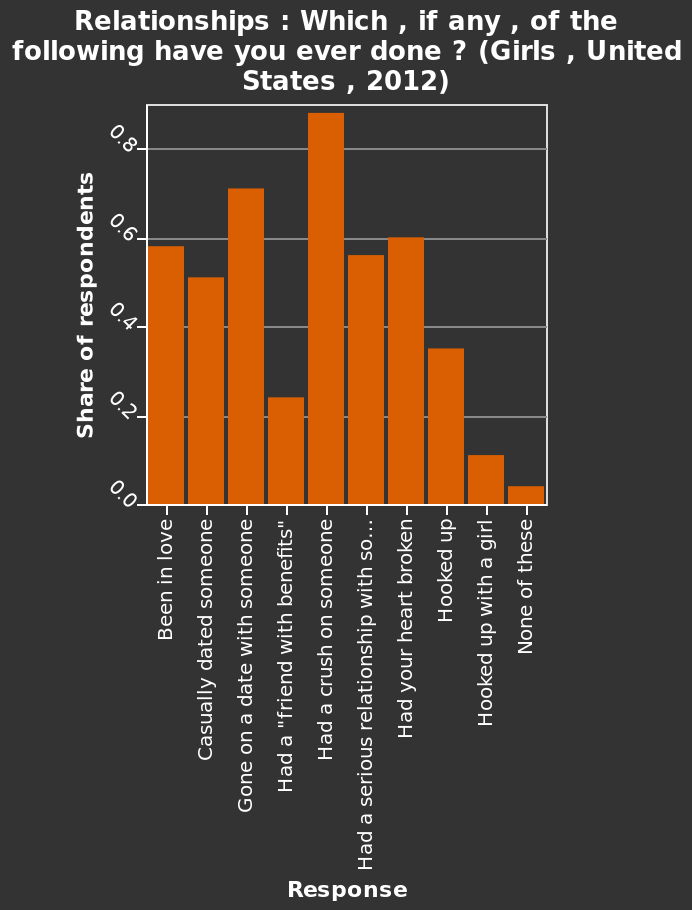 Relationships : Which , if any , of the
following have you ever done ? (Girls , United
States , 2012)
Share of respondents
0.8
0.6
0.4
0.2
0.0
Been in love
Casually dated someone
Gone on a date with someone
Had a "friend with benefits"
Had a crush on someone
Had a serious relationship with so...
Had your heart broken
Hooked up
Hooked up with a girl
None of these
Response